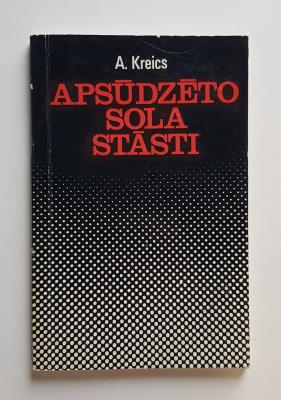 A. Kreics
APSŪDZĒTO
SOLA
STĀSTI